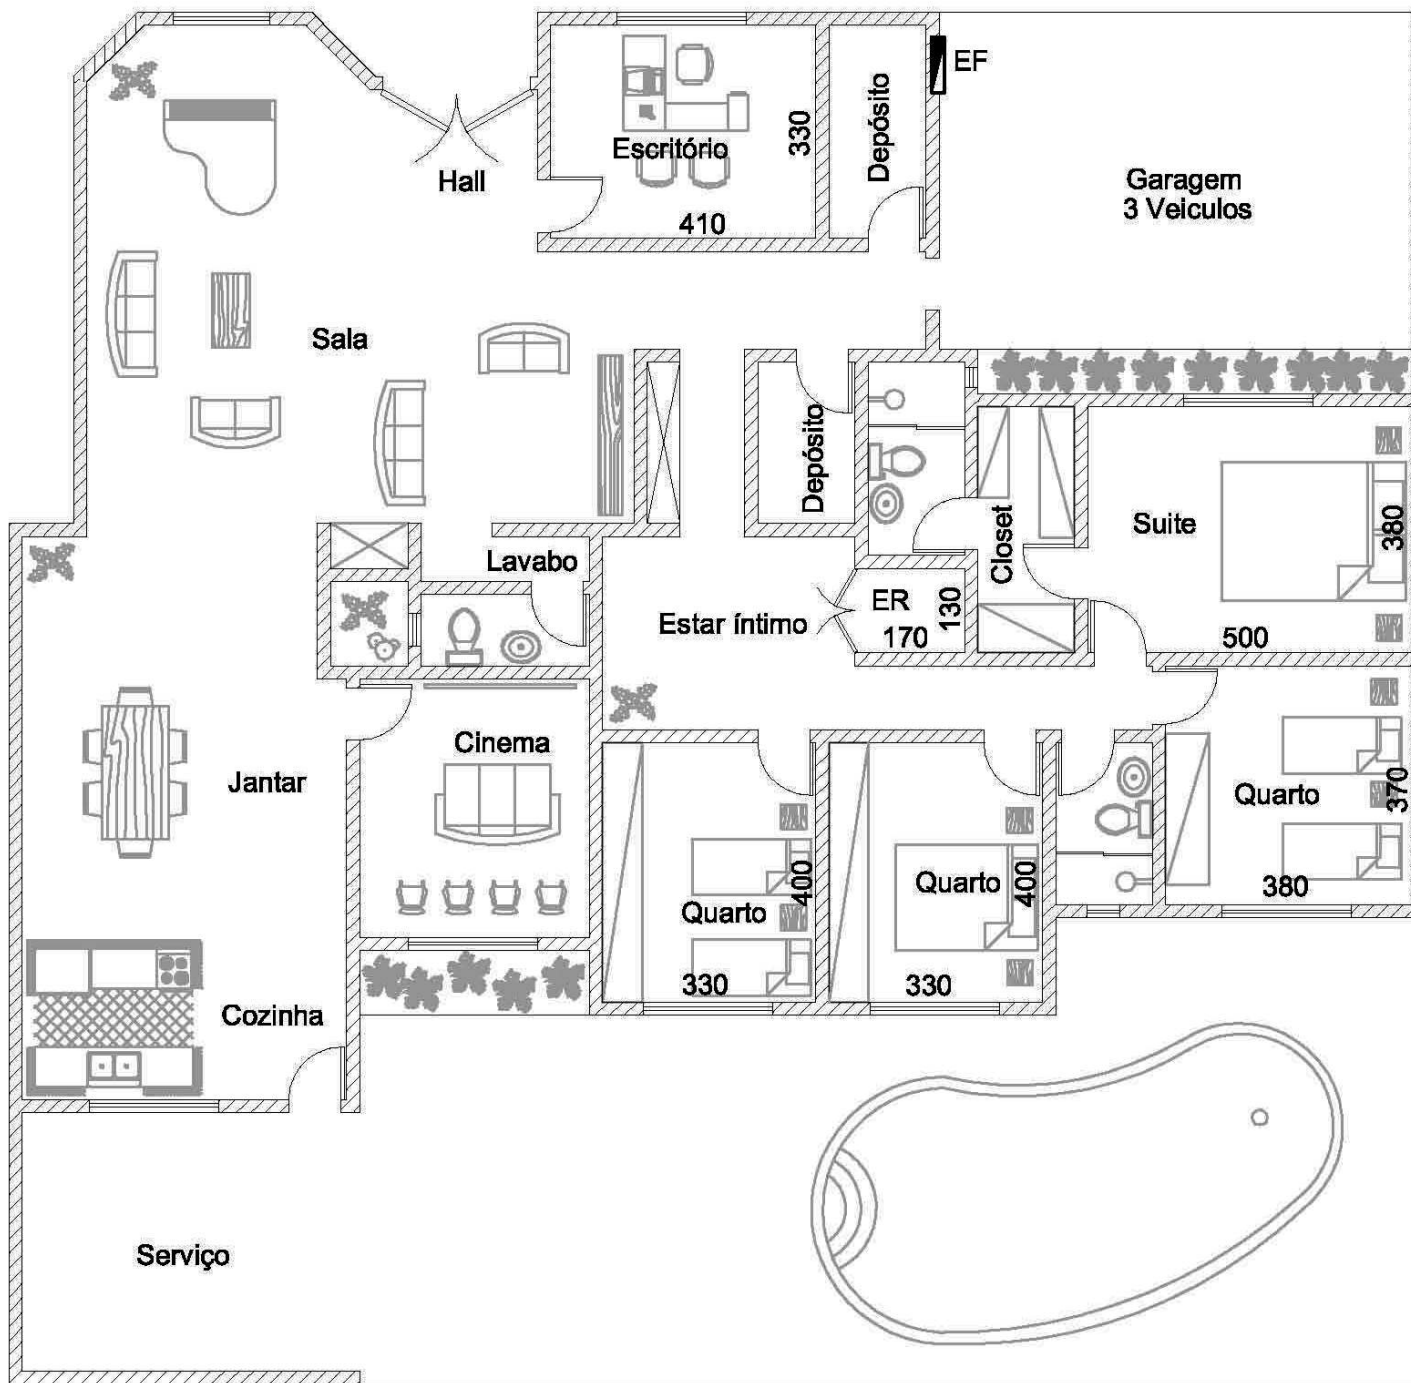 EF
Depósito
330
Escritório
Hall
Garagem
3 Veiculos
410
Sala
Depósito
Suite
380
Closet
Lavabo
ER
130
170
Estar íntimo
500
Cinema
Jantar
Quarto
370
380
Quarto
400
Quarto
400
330
330
Cozinha
Serviço